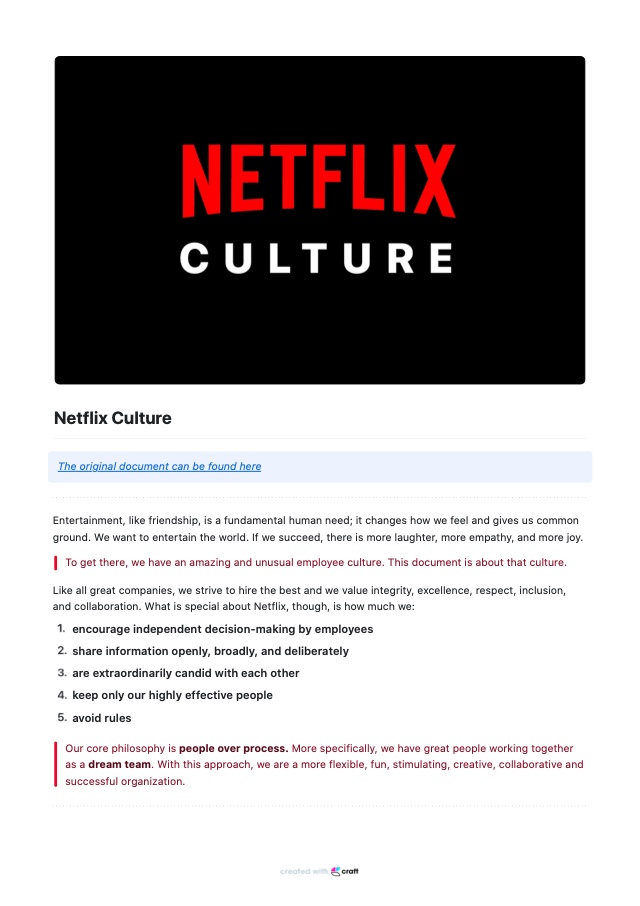 NETFLIX
CULTURE
Netflix Culture
The original document can be found here
Entertainment, like friendship, is a fundamental human need; it changes how we feel and gives us common
ground. We want to entertain the world. If we succeed, there is more laughter, more empathy, and more joy.
To get there, we have an amazing and unusual employee culture. This document is about that culture.
Like all great companies, we strive to hire the best and we value integrity, excellence, respect, inclusion,
and collaboration. What is special about Netflix, though, is how much we:
1. encourage independent decision-making by employees
2. share information openly, broadly, and deliberately
3. are extraordinarily candid with each other
4. keep only our highly effective people
5. avoid rules
Our core philosophy is people over process. More specifically, we have great people working together
as a dream team. With this approach, we are a more flexible, fun, stimulating, creative, collaborative and
successful organization.
created with craft